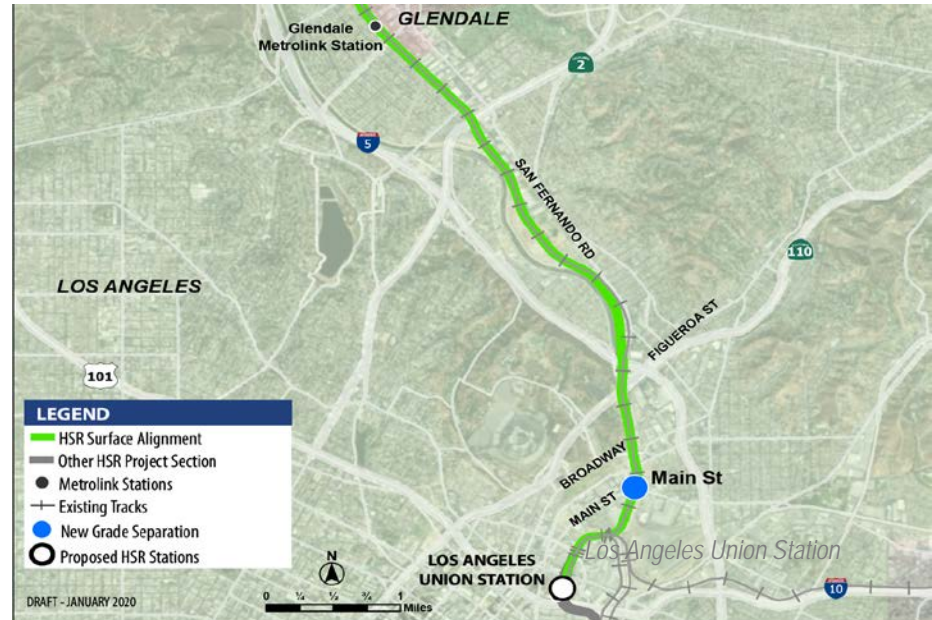 GLENDALE
Glendale
Metrolink Station
2
5
SAN FERNANDO RD
110
LOS ANGELES
FIGUEROA ST
101
LEGEND
HSR Surface Alignment
Other HSR Project Section
Metrolink Stations
Existing Tracks
New Grade Separation
Proposed HSR Stations
BROADWAY
Main St
MAIN ST
LOS ANGELES
UNION STATION
Los Angeles Union Station
N
10
0 ¼ ½ ¾ 1
Miles
DRAFT - JANUARY 2020